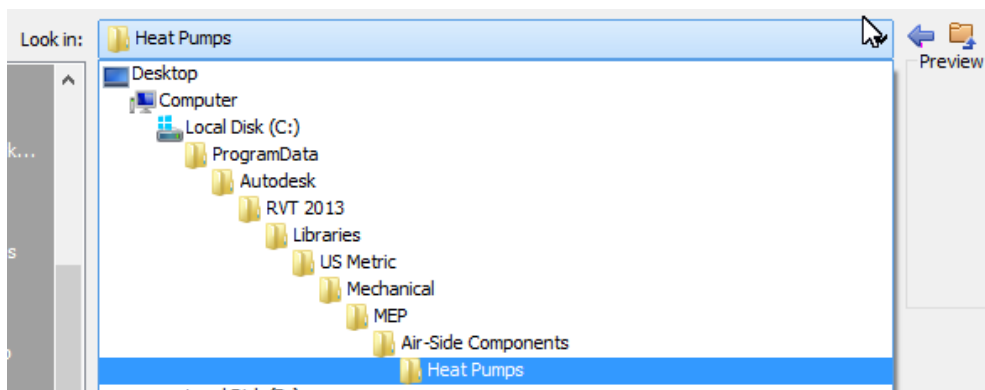 Look in: Heat Pumps
Preview
Desktop
Computer
Local Disk (C:)
k...
ProgramData
Autodesk
RVT 2013
Libraries
s
US Metric
Mechanical
MEP
Air-Side Components
Heat Pumps